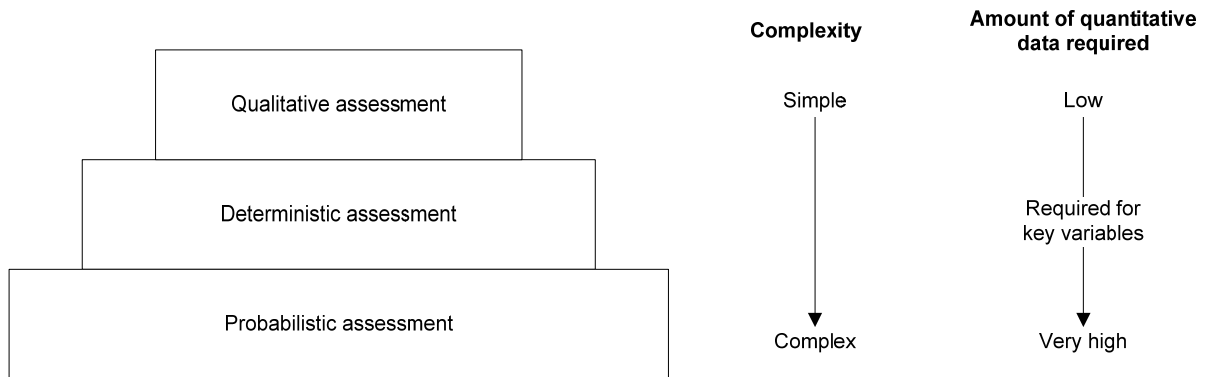 Complexity
Amount of quantitative
data required
Qualitative assessment
Simple
Low
Deterministic assessment
Required for
key variables
Probabilistic assessment
Complex
Very high